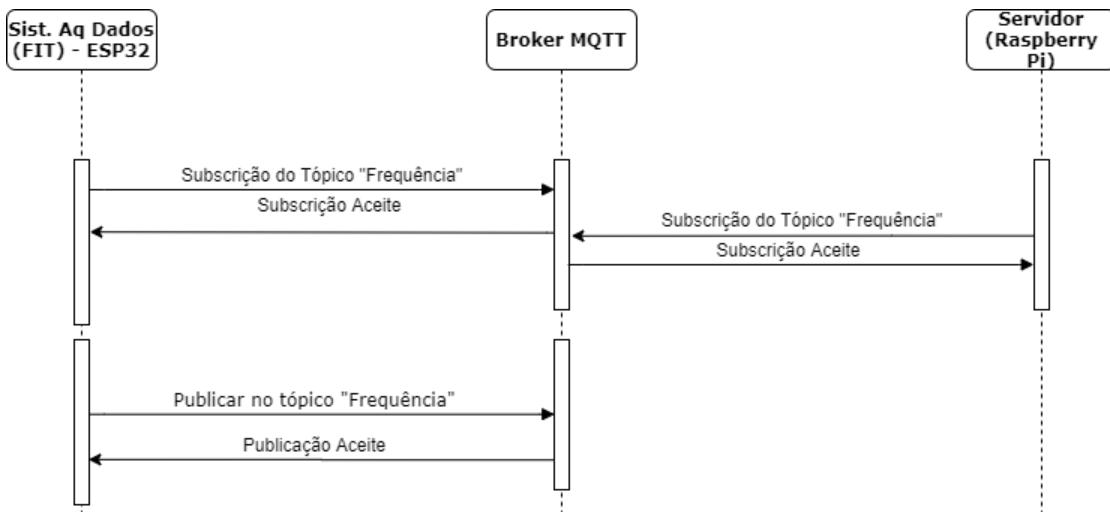 Sist. Aq Dados
(FIT) - ESP32
Broker MQTT
Servidor
(Raspberry
Pi)
Subscrição do Tópico "Frequência"
Subscrição Aceite
Subscrição do Tópico "Frequência"
Subscrição Aceite
Publicar no tópico "Frequência"
Publicação Aceite